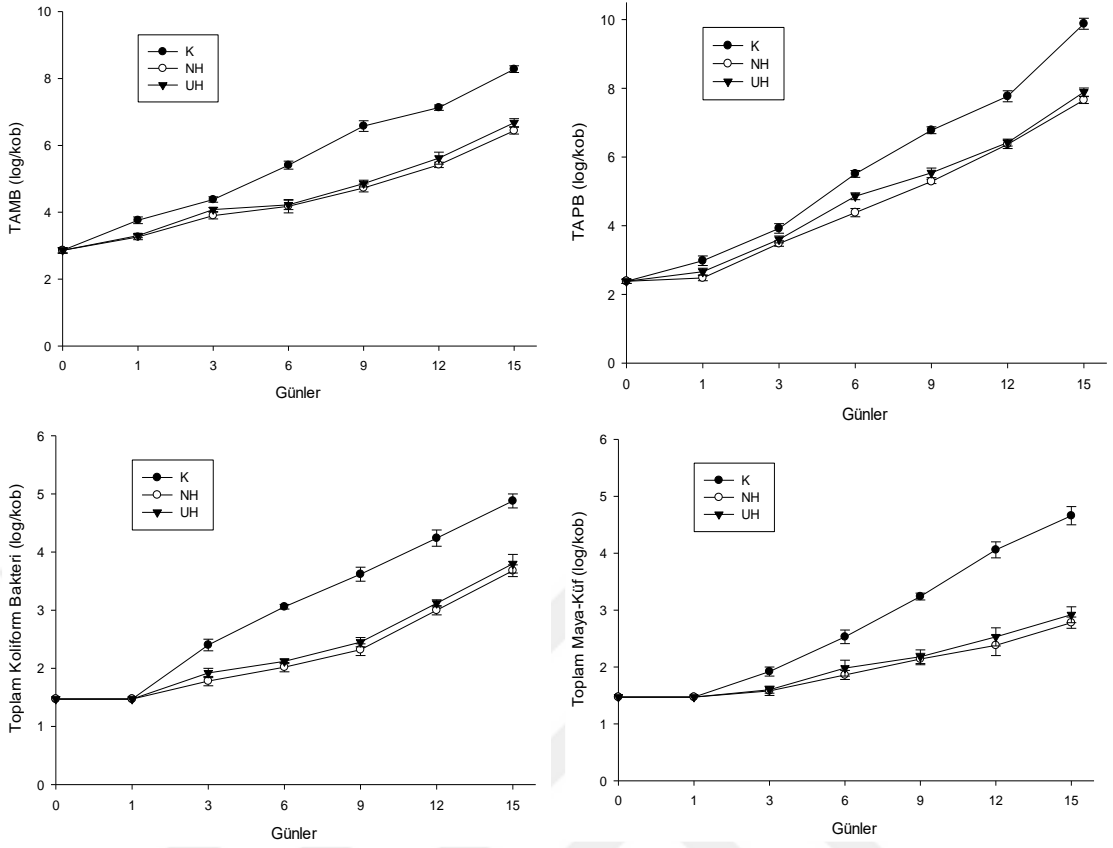 10
8
6
4
2
0
TAMB (log/kob)
K
NH
UH
0 1 3 6 9 12 15
Günler
10
8
6
4
2
0
TAPB (log/kob)
K
NH
UH
0 1 3 6 9 12 15
Günler
6
5
4
3
2
1
0
Toplam Koliform Bakteri (log/kob)
K
NH
UH
0 1 3 6 9 12 15
Günler
6
5
4
3
2
1
0
Toplam Maya-Küf (log/kob)
K
NH
UH
0 1 3 6 9 12 15
Günler